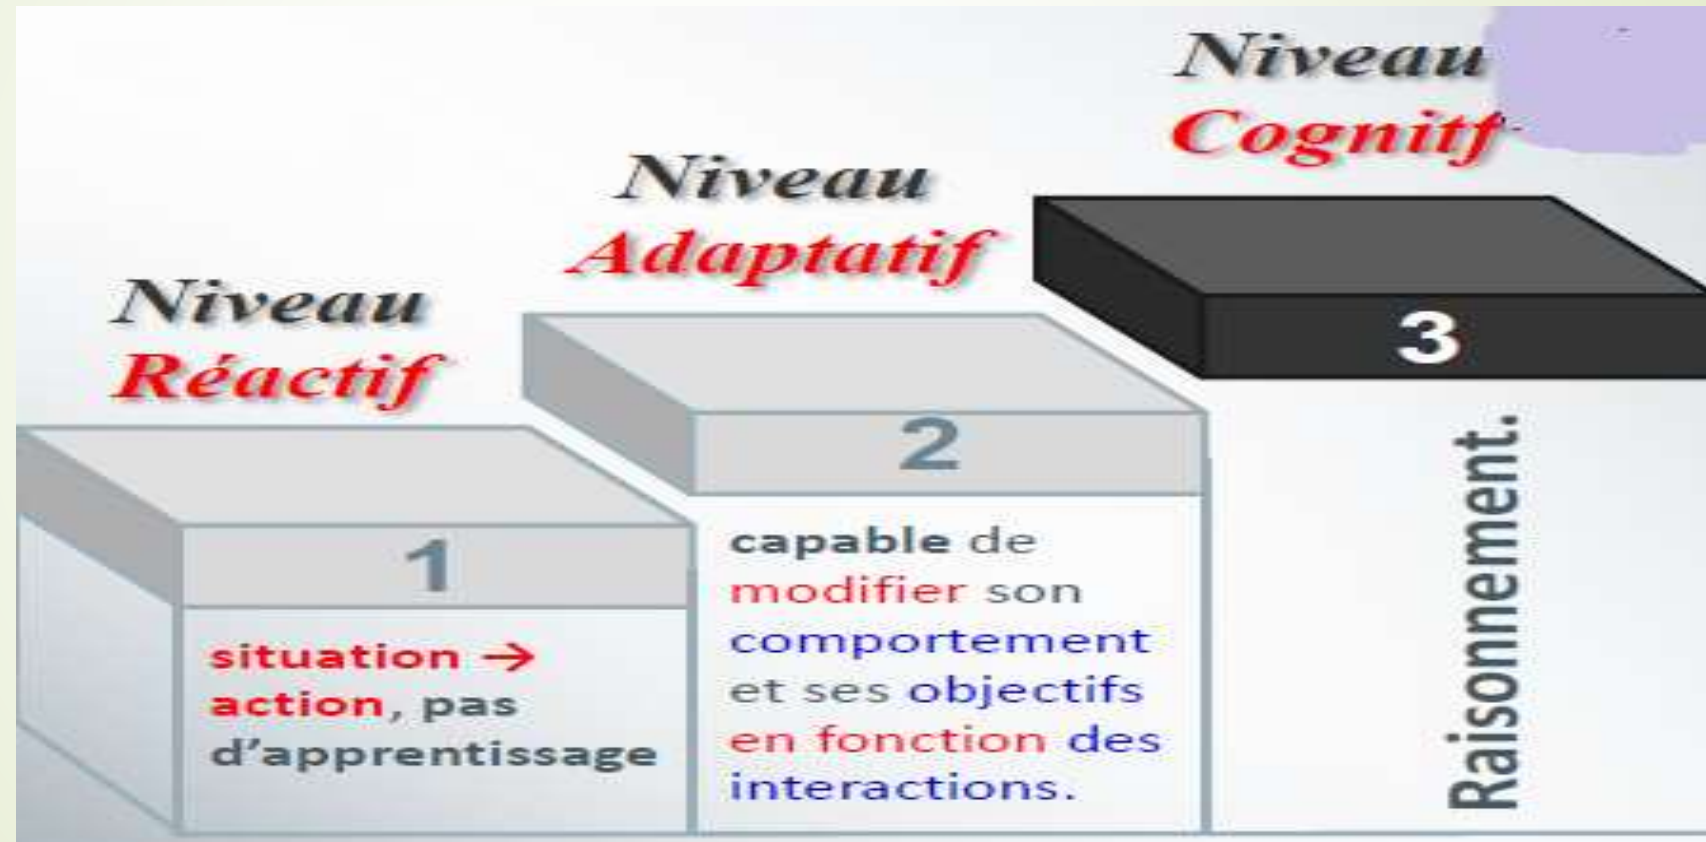 Niveau
Réactif
1
situation →
action, pas
d’apprentissage
Niveau
Adaptatif
2
capable de
modifier son
comportement
et ses objectifs
en fonction des
interactions.
Niveau
Cognitf
3
Raisonnement.